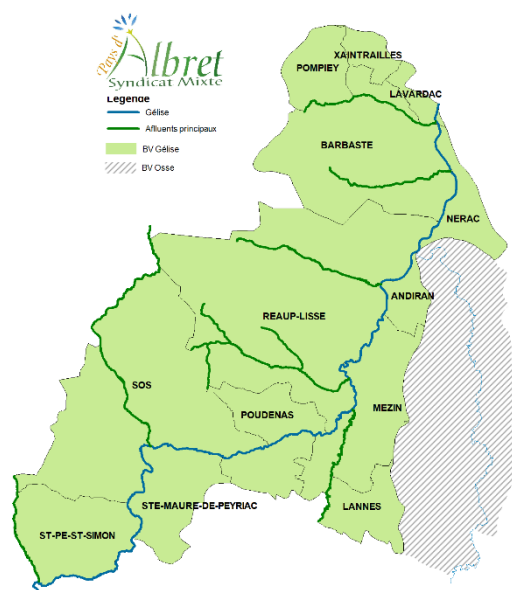 Pays d'
Albret
Syndicat Mixte
Légende
Gélise
Afluents principaux
BV Gélise
BV Osse
XAINTRAILLES
POMPIEY
LAVARDAC
BARBASTE
NERAC
ANDIRAN
REAUP-LISSE
SOS
MEZIN
POUDENAS
STE-MAURE-DE-PEYRIAC
LANNES
ST-PE-ST-SIMON